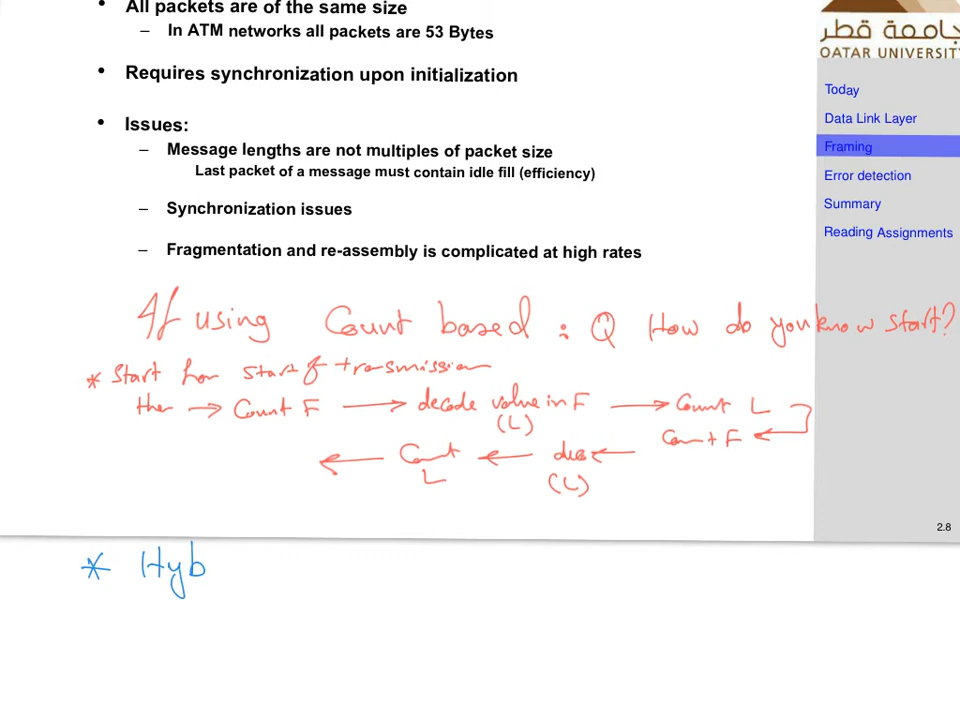 All packets are of the same size
– In ATM networks all packets are 53 Bytes
• Requires synchronization upon initialization
• Issues:
– Message lengths are not multiples of packet size
Last packet of a message must contain idle fill (efficiency)
– Synchronization issues
– Fragmentation and re-assembly is complicated at high rates
If using Count based : Q How do you know start?
* Start from start of transmission
then → Count F → decode value in F → Count L
(L)
Count F ←
← Count ← dec ←
L (L)
2.8
* Hyb
جامعة قطر
QATAR UNIVERSITY
Today
Data Link Layer
Framing
Error detection
Summary
Reading Assignments